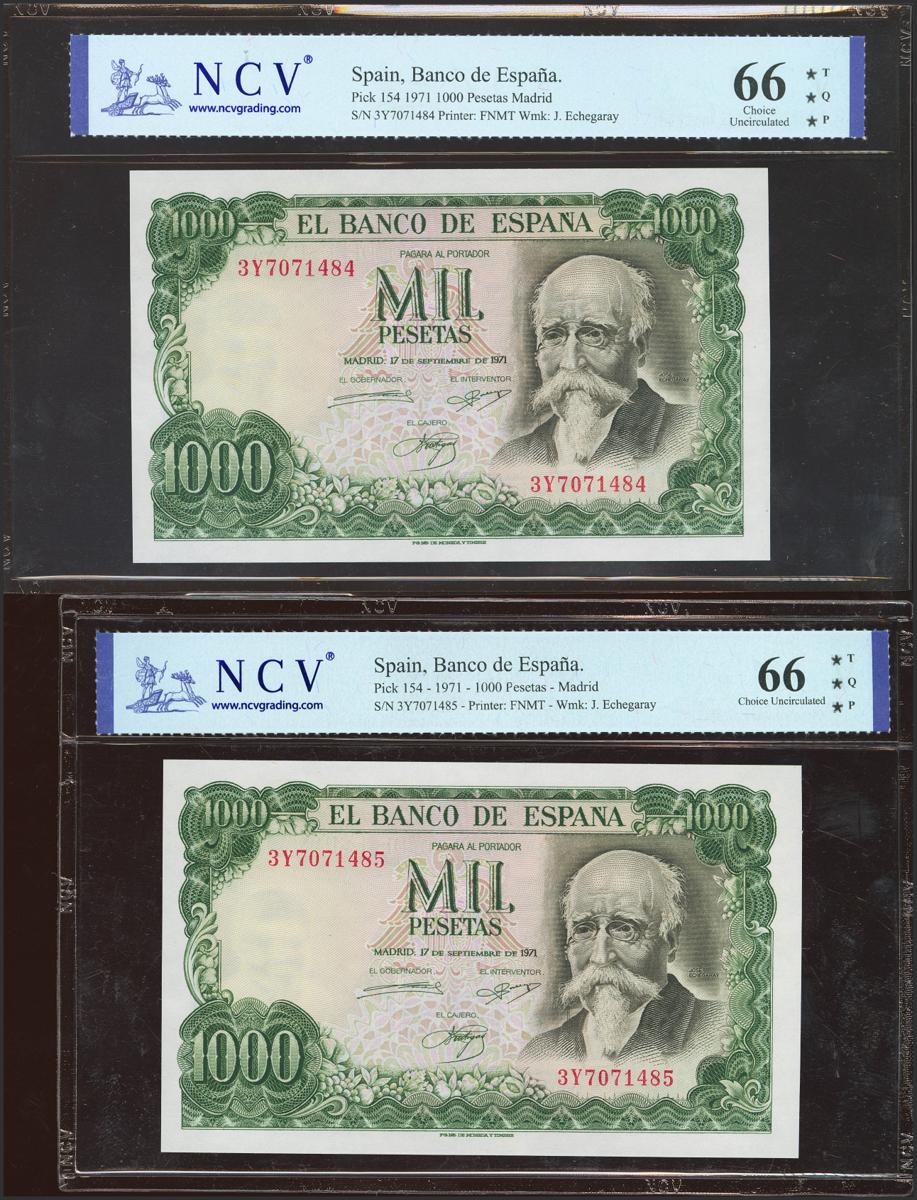 NCV®
www.ncvgrading.com
Spain, Banco de España.
Pick 154 1971 1000 Pesetas Madrid
S/N 3Y7071484 Printer: FNMT Wmk: J. Echegaray
66
Choice
Uncirculated
★ T
★ Q
★ P
1000
EL BANCO DE ESPAÑA
1000
PAGARA AL PORTADOR
3Y7071484
MIL
PESETAS
MADRID, 17 DE SEPTIEMBRE DE 1971
EL GOBERNADOR.
EL INTERVENTOR.
ECHEGARAY
EL CAJERO,
1000
3Y7071484
NCV®
www.ncvgrading.com
Spain, Banco de España.
Pick 154 - 1971 - 1000 Pesetas - Madrid
S/N 3Y7071485 - Printer: FNMT - Wmk: J. Echegaray
66
Choice Uncirculated
★ T
★ Q
★ P
1000
EL BANCO DE ESPAÑA
1000
PAGARA AL PORTADOR
3Y7071485
MIL
PESETAS
MADRID, 17 DE SEPTIEMBRE DE 1971
EL GOBERNADOR.
EL INTERVENTOR.
ECHEGARAY
EL CAJERO,
1000
3Y7071485
NCV